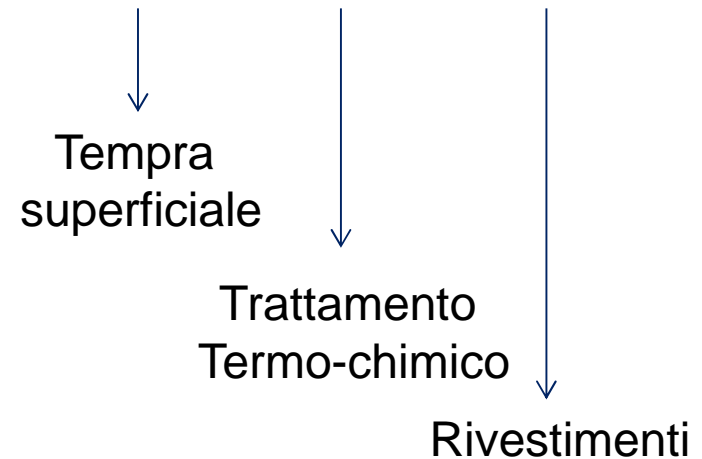 Tempra
superficiale
Trattamento
Termo-chimico
Rivestimenti